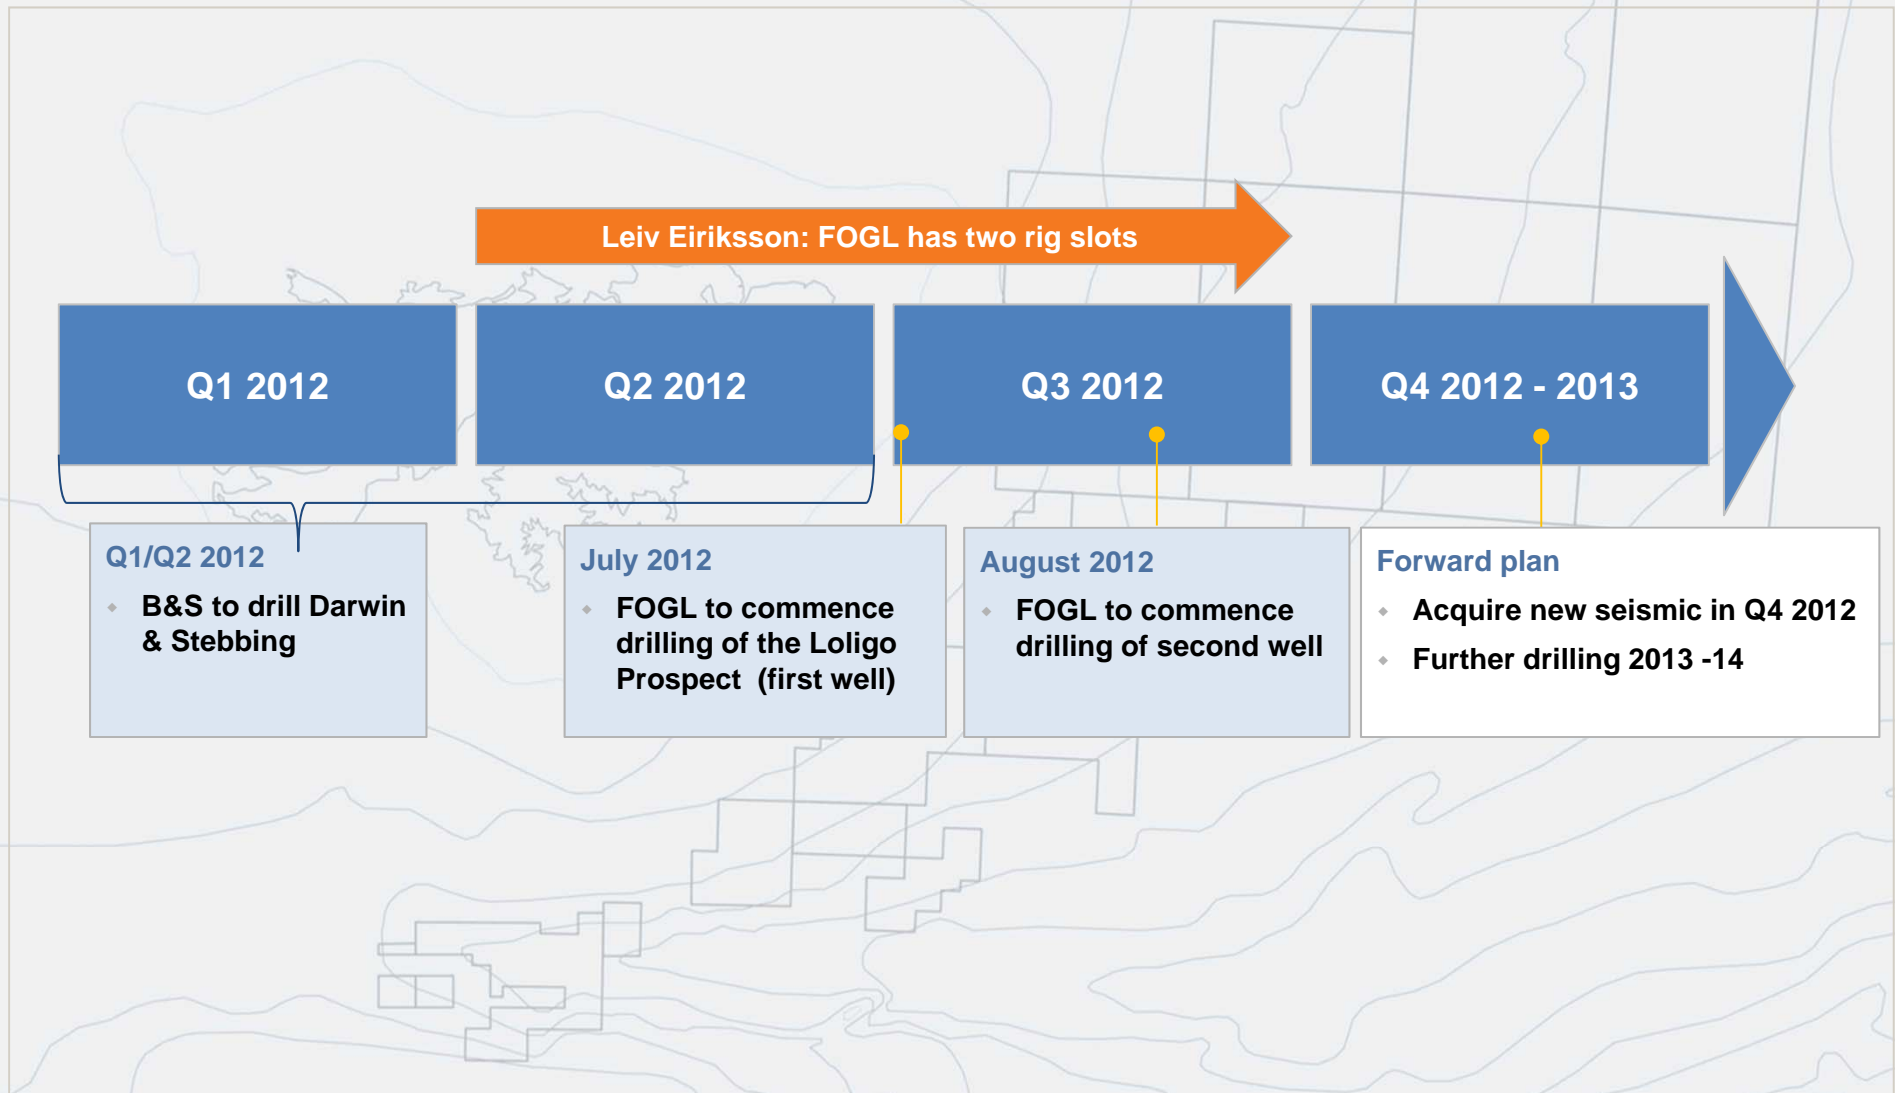 Leiv Eiriksson: FOGL has two rig slots
Q1 2012
Q2 2012
Q3 2012
Q4 2012 - 2013
Q1/Q2 2012
B&S to drill Darwin
& Stebbing
July 2012
FOGL to commence
drilling of the Loligo
Prospect (first well)
August 2012
FOGL to commence
drilling of second well
Forward plan
Acquire new seismic in Q4 2012
Further drilling 2013 -14